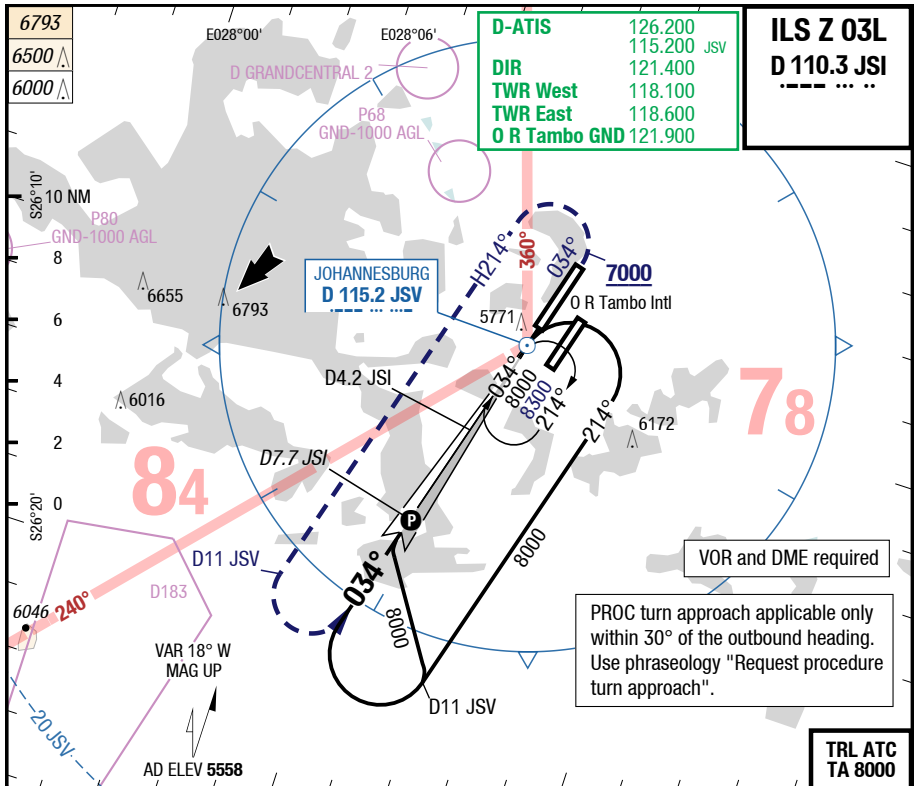 6793
6500
6000
E028°00'
E028°06'
D-ATIS 126.200
115.200 JSV
DIR 121.400
TWR West 118.100
TWR East 118.600
O R Tambo GND 121.900
ILS Z 03L
D 110.3 JSI
D GRANDCENTRAL 2
P68
GND-1000 AGL
S26°10'
10 NM
P80
GND-1000 AGL
8
6
4
2
0
S26°20'
6655
6793
6016
JOHANNESBURG
D 115.2 JSV
H214°
360°
034°
7000
O R Tambo Intl
5771
D4.2 JSI
034°
8000
8300
214°
214°
6172
78
84
D7.7 JSI
P
8000
D11 JSV
034°
8000
D11 JSV
VOR and DME required
PROC turn approach applicable only
within 30° of the outbound heading.
Use phraseology "Request procedure
turn approach".
6046
240°
D183
VAR 18° W
MAG UP
20 JSV
AD ELEV 5558
TRL ATC
TA 8000